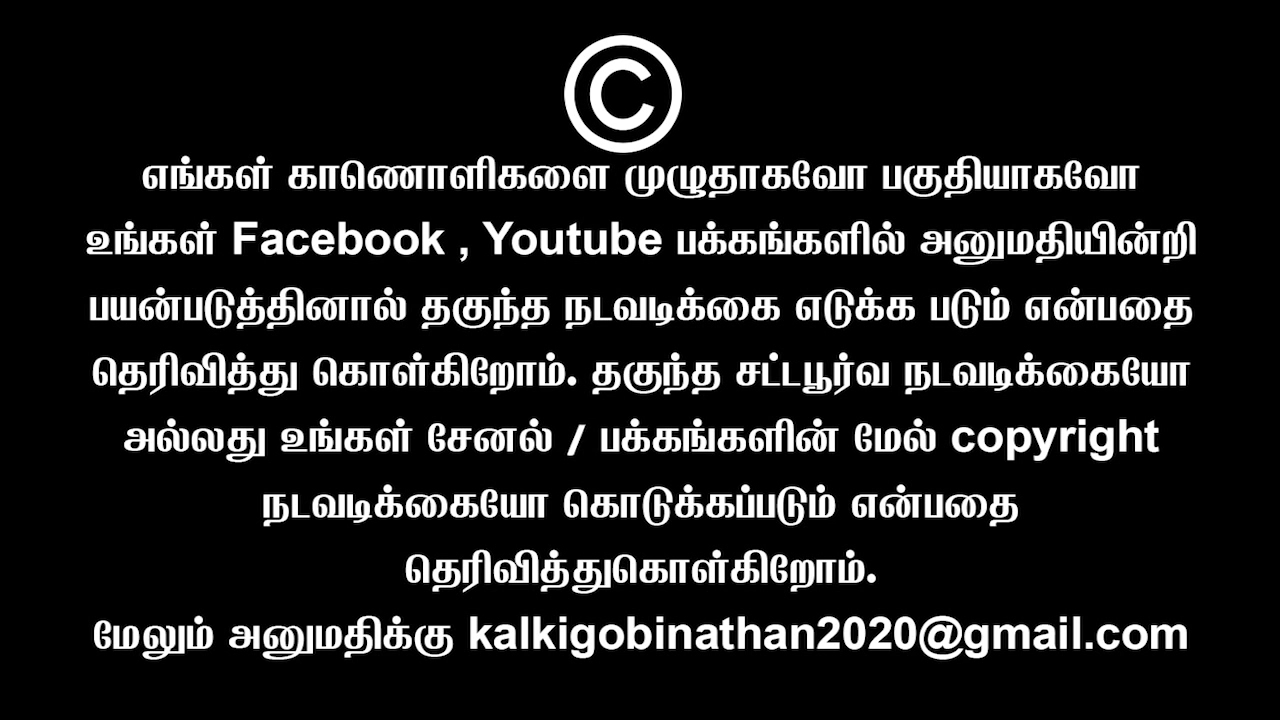 ©
எங்கள் காணொளிகளை முழுதாகவோ பகுதியாகவோ
உங்கள் Facebook , Youtube பக்கங்களில் அனுமதியின்றி
பயன்படுத்தினால் தகுந்த நடவடிக்கை எடுக்க படும் என்பதை
தெரிவித்து கொள்கிறோம். தகுந்த சட்டபூர்வ நடவடிக்கையோ
அல்லது உங்கள் சேனல் / பக்கங்களின் மேல் copyright
நடவடிக்கையோ கொடுக்கப்படும் என்பதை
தெரிவித்துகொள்கிறோம்.
மேலும் அனுமதிக்கு kalkigobinathan2020@gmail.com